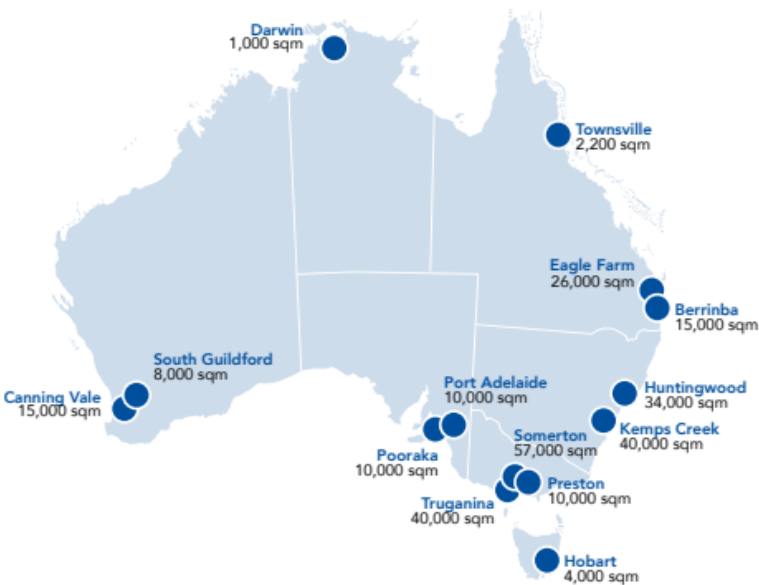 Darwin
1,000 sqm
Townsville
2,200 sqm
Eagle Farm
26,000 sqm
Berrinba
15,000 sqm
South Guildford
8,000 sqm
Canning Vale
15,000 sqm
Port Adelaide
10,000 sqm
Huntingwood
34,000 sqm
Kemps Creek
40,000 sqm
Somerton
57,000 sqm
Pooraka
10,000 sqm
Preston
10,000 sqm
Truganina
40,000 sqm
Hobart
4,000 sqm